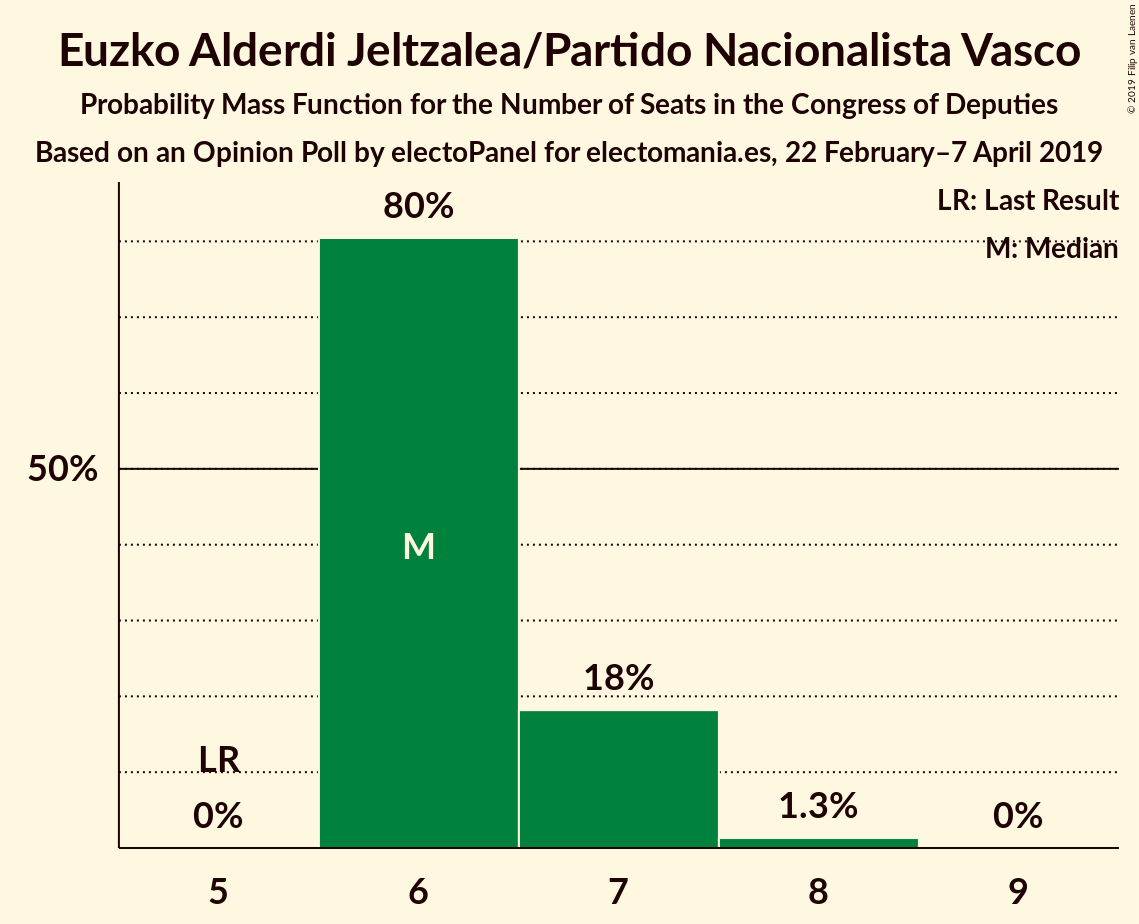 Euzko Alderdi Jeltzalea/Partido Nacionalista Vasco
Probability Mass Function for the Number of Seats in the Congress of Deputies
Based on an Opinion Poll by electoPanel for electomania.es, 22 February–7 April 2019
© 2019 Filip van Laenen
LR: Last Result
M: Median
80%
50%
M
18%
LR
0%
1.3%
0%
5
6
7
8
9